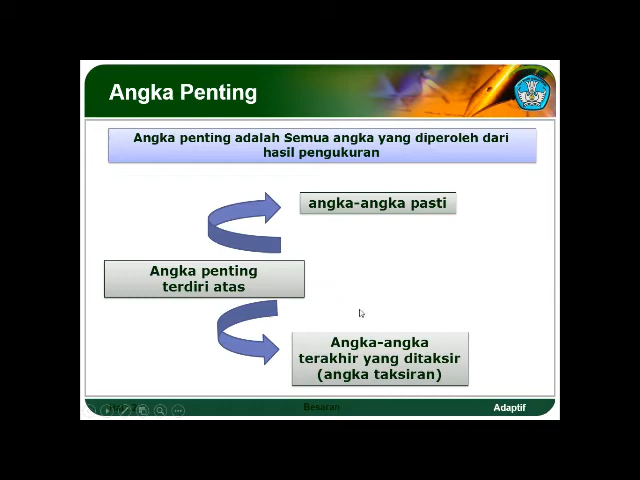 Angka Penting
Angka penting adalah Semua angka yang diperoleh dari
hasil pengukuran
angka-angka pasti
Angka penting
terdiri atas
Angka-angka
terakhir yang ditaksir
(angka taksiran)
Besaran
Adaptif